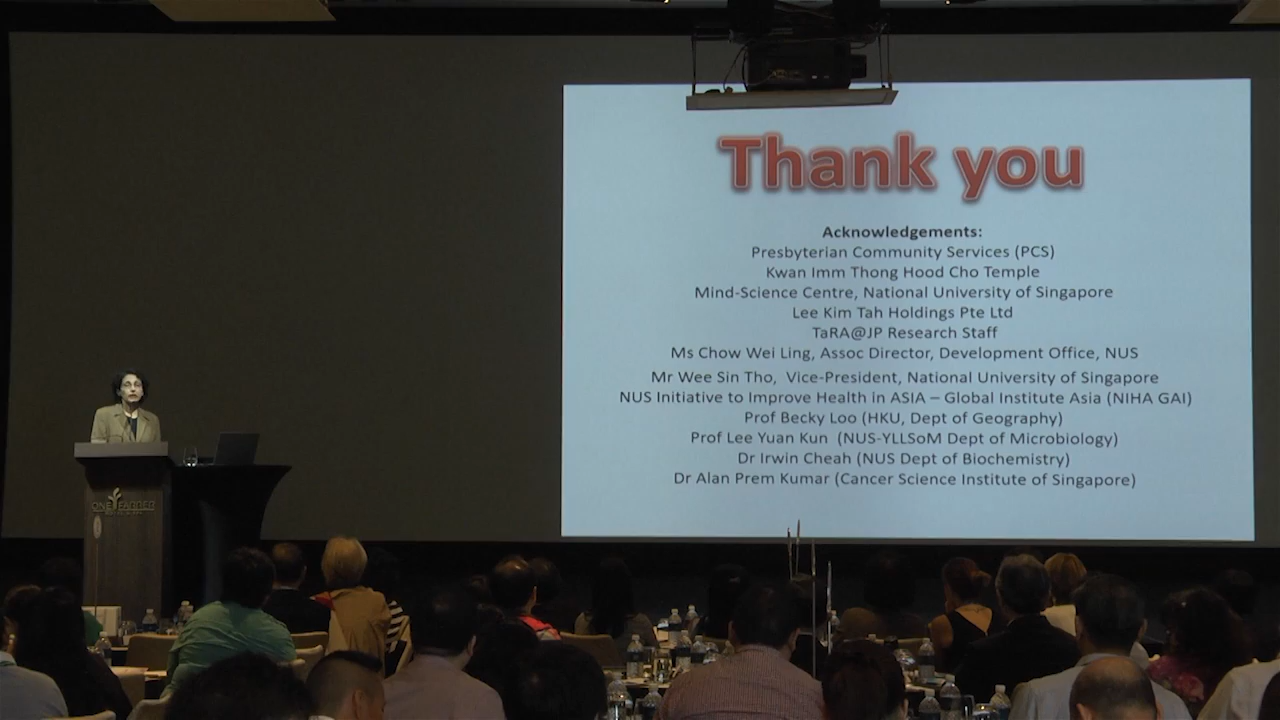 Thank you
Acknowledgements:
Presbyterian Community Services (PCS)
Kwan Imm Thong Hood Cho Temple
Mind-Science Centre, National University of Singapore
Lee Kim Tah Holdings Pte Ltd
TaRA@JP Research Staff
Ms Chow Wei Ling, Assoc Director, Development Office, NUS
Mr Wee Sin Tho, Vice-President, National University of Singapore
NUS Initiative to Improve Health in ASIA – Global Institute Asia (NIHA GAI)
Prof Becky Loo (HKU, Dept of Geography)
Prof Lee Yuan Kun (NUS-YLLSoM Dept of Microbiology)
Dr Irwin Cheah (NUS Dept of Biochemistry)
Dr Alan Prem Kumar (Cancer Science Institute of Singapore)
ONE FARRER